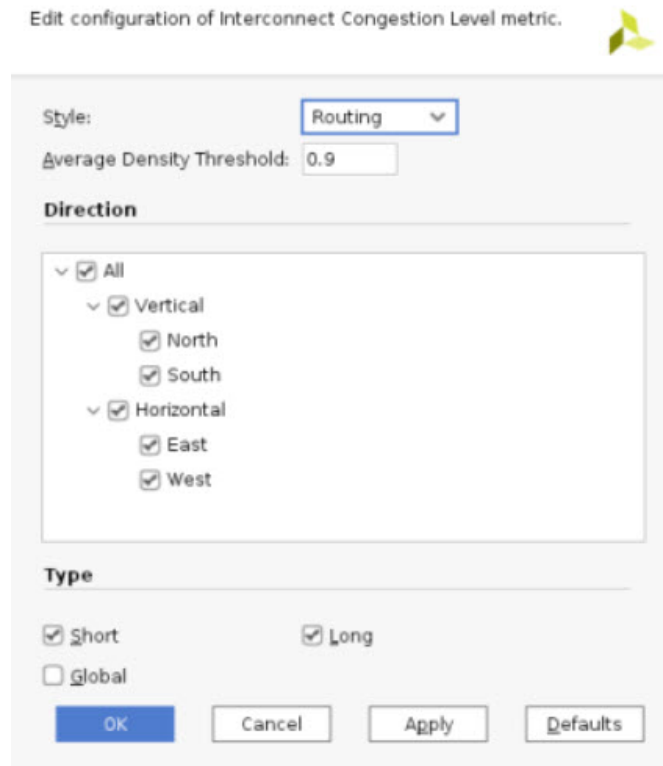 Edit configuration of Interconnect Congestion Level metric.
Style: Routing
Average Density Threshold: 0.9
Direction
All
Vertical
North
South
Horizontal
East
West
Type
Short Long
Global
OK Cancel Apply Defaults